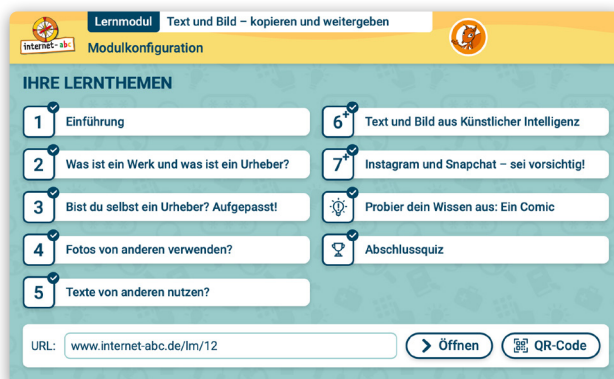 Lernmodul Text und Bild – kopieren und weitergeben
internet-abc
Modulkonfiguration
IHRE LERNTHEMEN
1 Einführung
2 Was ist ein Werk und was ist ein Urheber?
3 Bist du selbst ein Urheber? Aufgepasst!
4 Fotos von anderen verwenden?
5 Texte von anderen nutzen?
6+ Text und Bild aus Künstlicher Intelligenz
7+ Instagram und Snapchat – sei vorsichtig!
Probier dein Wissen aus: Ein Comic
Abschlussquiz
URL: www.internet-abc.de/lm/12 Öffnen QR-Code